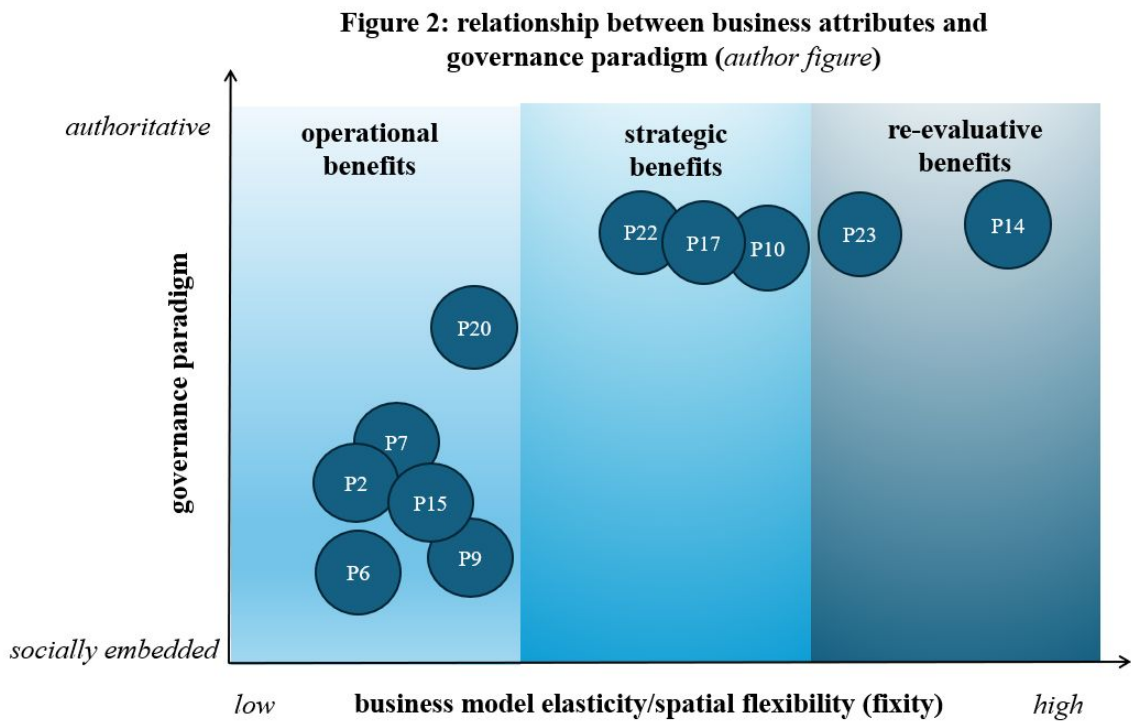 Figure 2: relationship between business attributes and
governance paradigm (author figure)
authoritative
operational
benefits
strategic
benefits
re-evaluative
benefits
governance paradigm
P22
P17
P10
P23
P14
P20
P7
P2
P15
P9
P6
socially embedded
low
business model elasticity/spatial flexibility (fixity)
high